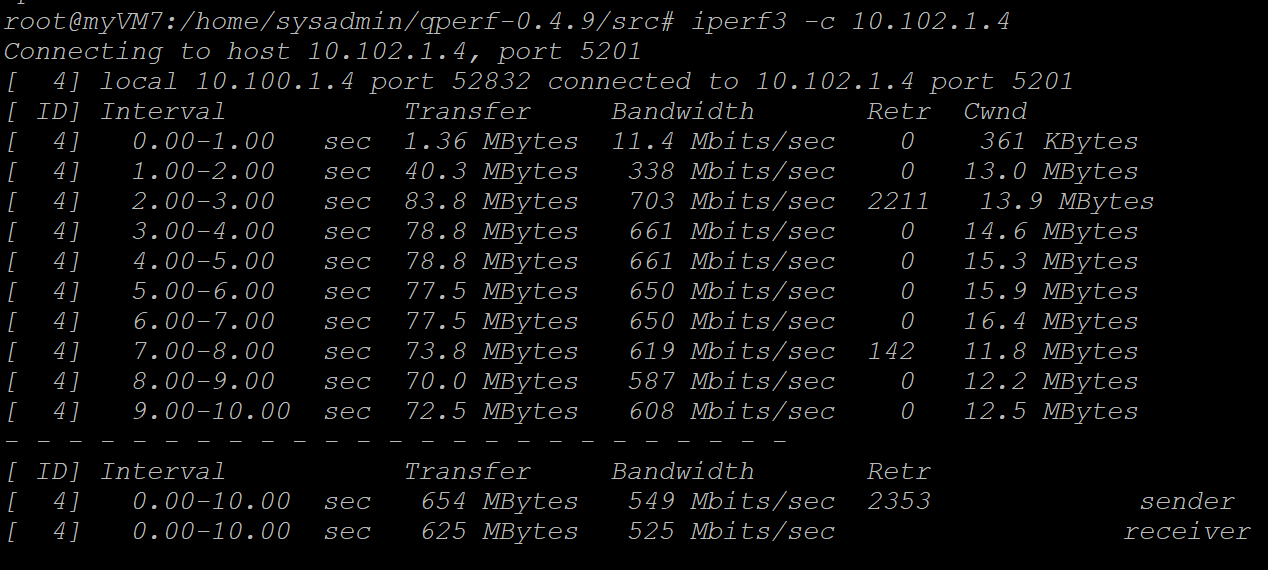 root@myVM7:/home/sysadmin/qperf-0.4.9/src# iperf3 -c 10.102.1.4
Connecting to host 10.102.1.4, port 5201
[  4] local 10.100.1.4 port 52832 connected to 10.102.1.4 port 5201
[ ID] Interval           Transfer     Bandwidth       Retr  Cwnd
[  4]   0.00-1.00   sec  1.36 MBytes  11.4 Mbits/sec    0    361 KBytes
[  4]   1.00-2.00   sec  40.3 MBytes   338 Mbits/sec    0   13.0 MBytes
[  4]   2.00-3.00   sec  83.8 MBytes   703 Mbits/sec  2211   13.9 MBytes
[  4]   3.00-4.00   sec  78.8 MBytes   661 Mbits/sec    0   14.6 MBytes
[  4]   4.00-5.00   sec  78.8 MBytes   661 Mbits/sec    0   15.3 MBytes
[  4]   5.00-6.00   sec  77.5 MBytes   650 Mbits/sec    0   15.9 MBytes
[  4]   6.00-7.00   sec  77.5 MBytes   650 Mbits/sec    0   16.4 MBytes
[  4]   7.00-8.00   sec  73.8 MBytes   619 Mbits/sec  142   11.8 MBytes
[  4]   8.00-9.00   sec  70.0 MBytes   587 Mbits/sec    0   12.2 MBytes
[  4]   9.00-10.00  sec  72.5 MBytes   608 Mbits/sec    0   12.5 MBytes
- - - - - - - - - - - - - - - - - - - - - - - - -
[ ID] Interval           Transfer     Bandwidth       Retr
[  4]   0.00-10.00  sec   654 MBytes   549 Mbits/sec  2353             sender
[  4]   0.00-10.00  sec   625 MBytes   525 Mbits/sec                  receiver